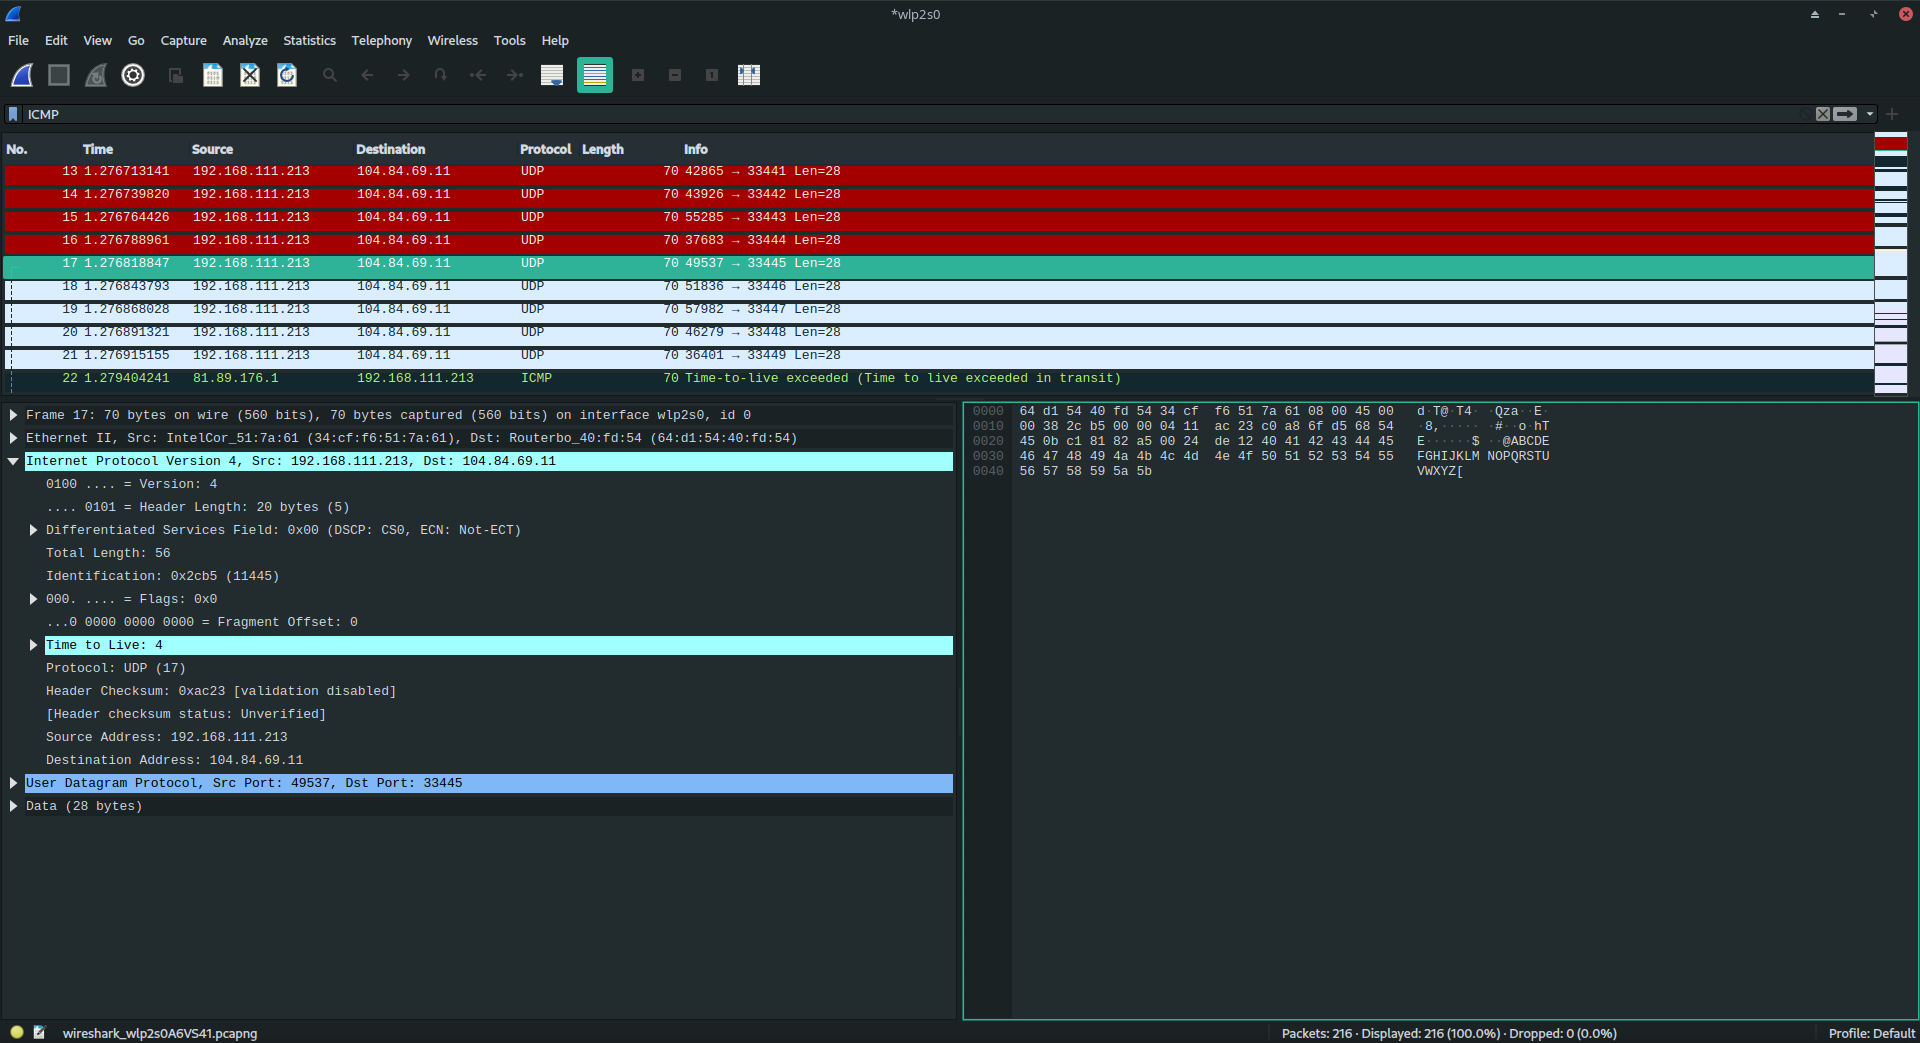 *wlp2s0
File Edit View Go Capture Analyze Statistics Telephony Wireless Tools Help
ICMP
No. Time Source Destination Protocol Length Info
13 1.276713141 192.168.111.213 104.84.69.11 UDP 70 42865 → 33441 Len=28
14 1.276739820 192.168.111.213 104.84.69.11 UDP 70 43926 → 33442 Len=28
15 1.276764426 192.168.111.213 104.84.69.11 UDP 70 55285 → 33443 Len=28
16 1.276788961 192.168.111.213 104.84.69.11 UDP 70 37683 → 33444 Len=28
17 1.276818847 192.168.111.213 104.84.69.11 UDP 70 49537 → 33445 Len=28
18 1.276843793 192.168.111.213 104.84.69.11 UDP 70 51836 → 33446 Len=28
19 1.276868028 192.168.111.213 104.84.69.11 UDP 70 57982 → 33447 Len=28
20 1.276891321 192.168.111.213 104.84.69.11 UDP 70 46279 → 33448 Len=28
21 1.276915155 192.168.111.213 104.84.69.11 UDP 70 36401 → 33449 Len=28
22 1.279404241 81.89.176.1 192.168.111.213 ICMP 70 Time-to-live exceeded (Time to live exceeded in transit)
Frame 17: 70 bytes on wire (560 bits), 70 bytes captured (560 bits) on interface wlp2s0, id 0
Ethernet II, Src: IntelCor_51:7a:61 (34:cf:f6:51:7a:61), Dst: Routerbo_40:fd:54 (64:d1:54:40:fd:54)
Internet Protocol Version 4, Src: 192.168.111.213, Dst: 104.84.69.11
0100 .... = Version: 4
.... 0101 = Header Length: 20 bytes (5)
Differentiated Services Field: 0x00 (DSCP: CS0, ECN: Not-ECT)
Total Length: 56
Identification: 0x2cb5 (11445)
000. .... = Flags: 0x0
...0 0000 0000 0000 = Fragment Offset: 0
Time to Live: 4
Protocol: UDP (17)
Header Checksum: 0xac23 [validation disabled]
[Header checksum status: Unverified]
Source Address: 192.168.111.213
Destination Address: 104.84.69.11
User Datagram Protocol, Src Port: 49537, Dst Port: 33445
Data (28 bytes)
0000 64 d1 54 40 fd 54 34 cf f6 51 7a 61 08 00 45 00 d·T@·T4· ·Qza··E·
0010 00 38 2c b5 00 00 04 11 ac 23 c0 a8 6f d5 68 54 ·8,····· ·#··o·hT
0020 45 0b c1 81 82 a5 00 24 de 12 40 41 42 43 44 45 E······$ ··@ABCDE
0030 46 47 48 49 4a 4b 4c 4d 4e 4f 50 51 52 53 54 55 FGHIJKLM NOPQRSTU
0040 56 57 58 59 5a 5b VWXYZ[
wireshark_wlp2s0A6VS41.pcapng
Packets: 216 · Displayed: 216 (100.0%) · Dropped: 0 (0.0%)
Profile: Default